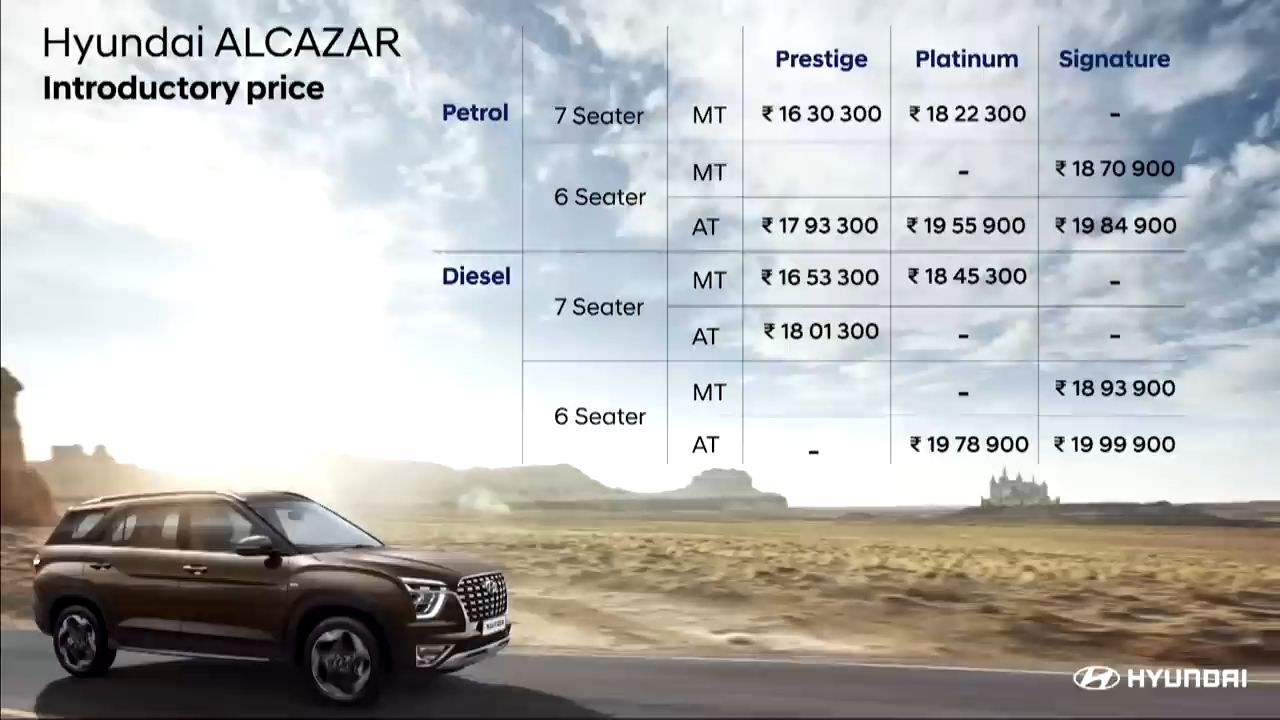 Hyundai ALCAZAR
Introductory price
Prestige Platinum Signature
Petrol 7 Seater MT ₹ 16 30 300 ₹ 18 22 300 -
6 Seater MT - ₹ 18 70 900
AT ₹ 17 93 300 ₹ 19 55 900 ₹ 19 84 900
Diesel 7 Seater MT ₹ 16 53 300 ₹ 18 45 300 -
AT ₹ 18 01 300 - -
6 Seater MT - ₹ 18 93 900
AT - ₹ 19 78 900 ₹ 19 99 900
HYUNDAI